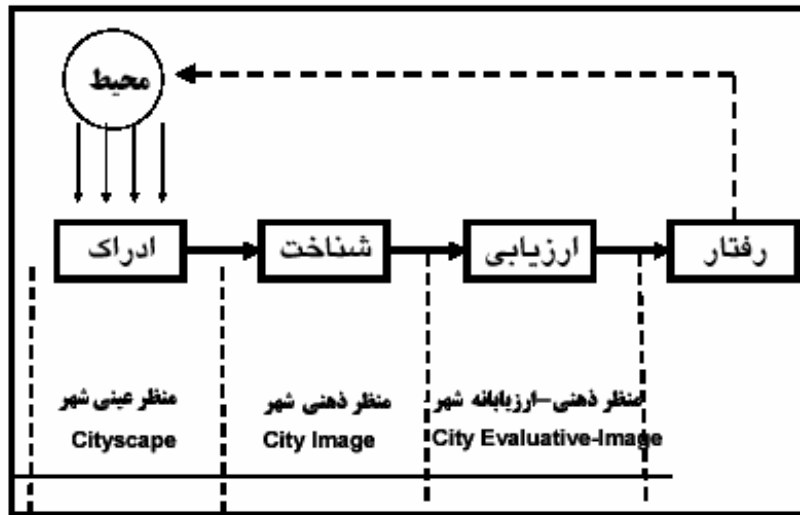 محیط
ادراک
شناخت
ارزیابی
رفتار
منظر عینی شهر
Cityscape
منظر ذهنی شهر
City Image
منظر ذهنی-ارزیابانه شهر
City Evaluative-Image